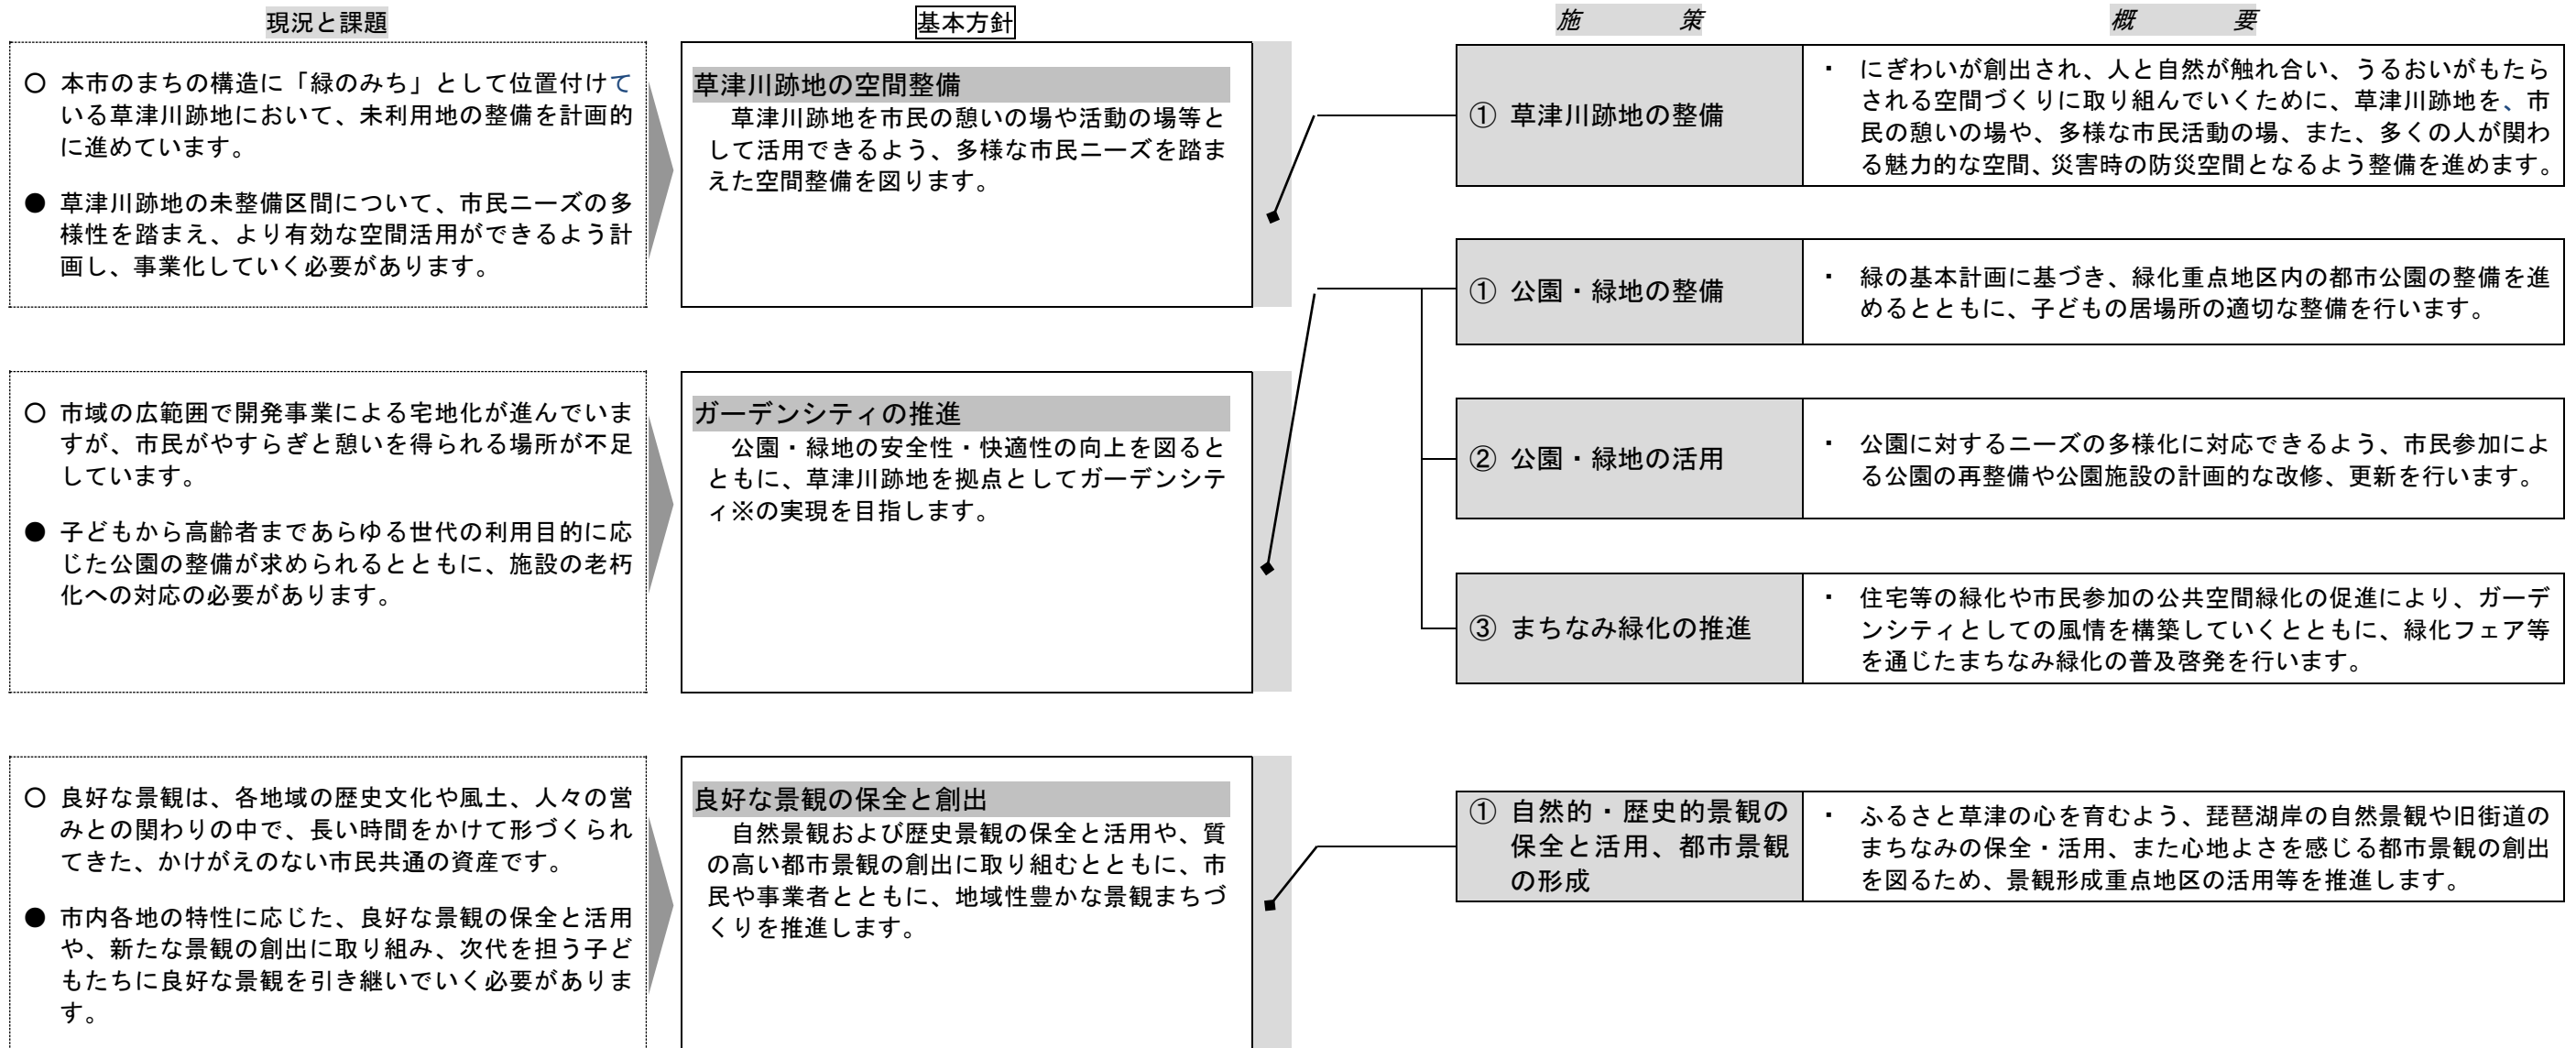 現況と課題
基本方針
施 策
概 要
○ 本市のまちの構造に「緑のみち」として位置付けて
いる草津川跡地において、未利用地の整備を計画的
に進めています。
● 草津川跡地の未整備区間について、市民ニーズの多
様性を踏まえ、より有効な空間活用ができるよう計
画し、事業化していく必要があります。
草津川跡地の空間整備
草津川跡地を市民の憩いの場や活動の場等と
して活用できるよう、多様な市民ニーズを踏ま
えた空間整備を図ります。
① 草津川跡地の整備
・ にぎわいが創出され、人と自然が触れ合い、うるおいがもたら
される空間づくりに取り組んでいくために、草津川跡地を、市
民の憩いの場や、多様な市民活動の場、また、多くの人が関わ
る魅力的な空間、災害時の防災空間となるよう整備を進めます。
○ 市域の広範囲で開発事業による宅地化が進んでいま
すが、市民がやすらぎと憩いを得られる場所が不足
しています。
● 子どもから高齢者まであらゆる世代の利用目的に応
じた公園の整備が求められるとともに、施設の老朽
化への対応の必要があります。
ガーデンシティの推進
公園・緑地の安全性・快適性の向上を図ると
ともに、草津川跡地を拠点としてガーデンシテ
ィ※の実現を目指します。
① 公園・緑地の整備
・ 緑の基本計画に基づき、緑化重点地区内の都市公園の整備を進
めるとともに、子どもの居場所の適切な整備を行います。
② 公園・緑地の活用
・ 公園に対するニーズの多様化に対応できるよう、市民参加によ
る公園の再整備や公園施設の計画的な改修、更新を行います。
③ まちなみ緑化の推進
・ 住宅等の緑化や市民参加の公共空間緑化の促進により、ガーデ
ンシティとしての風情を構築していくとともに、緑化フェア等
を通じたまちなみ緑化の普及啓発を行います。
○ 良好な景観は、各地域の歴史文化や風土、人々の営
みとの関わりの中で、長い時間をかけて形づくられ
てきた、かけがえのない市民共通の資産です。
● 市内各地の特性に応じた、良好な景観の保全と活用
や、新たな景観の創出に取り組み、次代を担う子ど
もたちに良好な景観を引き継いでいく必要がありま
す。
良好な景観の保全と創出
自然景観および歴史景観の保全と活用や、質
の高い都市景観の創出に取り組むとともに、市
民や事業者とともに、地域性豊かな景観まちづ
くりを推進します。
① 自然的・歴史的景観の
保全と活用、都市景観
の形成
・ ふるさと草津の心を育むよう、琵琶湖岸の自然景観や旧街道の
まちなみの保全・活用、また心地よさを感じる都市景観の創出
を図るため、景観形成重点地区の活用等を推進します。